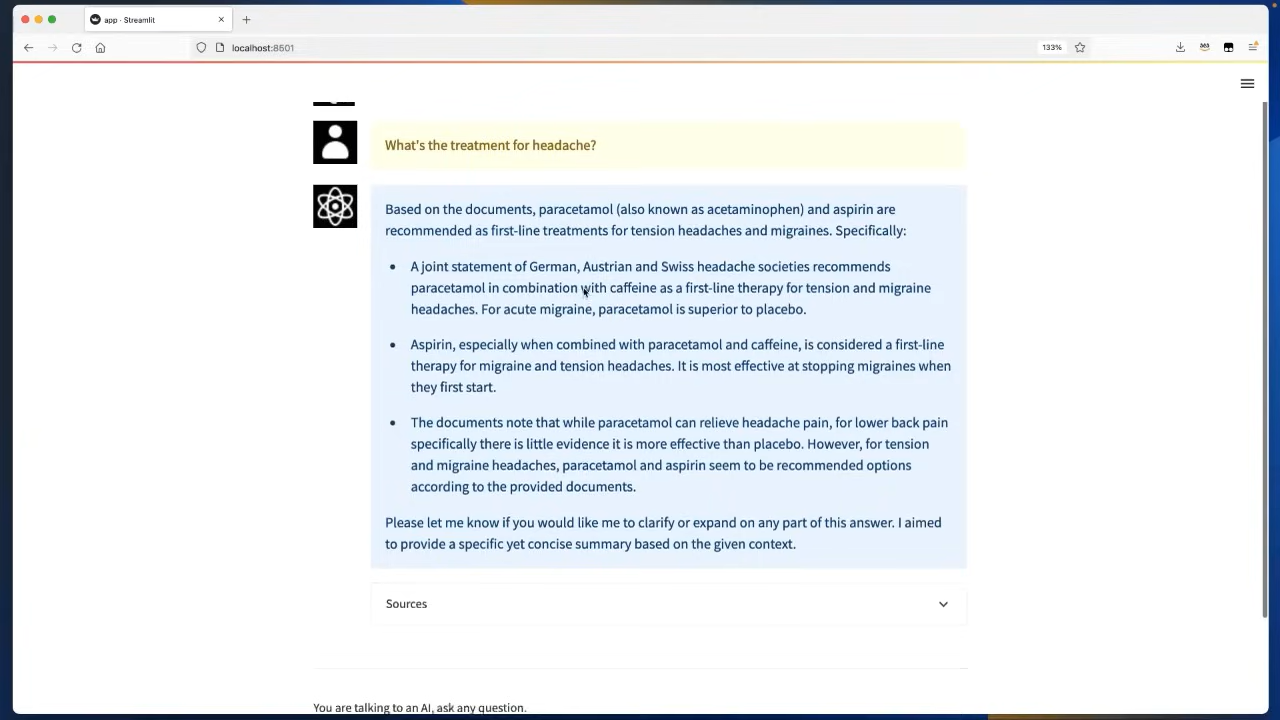 app · Streamlit
localhost:8601
133%
What's the treatment for headache?
Based on the documents, paracetamol (also known as acetaminophen) and aspirin are
recommended as first-line treatments for tension headaches and migraines. Specifically:
A joint statement of German, Austrian and Swiss headache societies recommends
paracetamol in combination with caffeine as a first-line therapy for tension and migraine
headaches. For acute migraine, paracetamol is superior to placebo.
Aspirin, especially when combined with paracetamol and caffeine, is considered a first-line
therapy for migraine and tension headaches. It is most effective at stopping migraines when
they first start.
The documents note that while paracetamol can relieve headache pain, for lower back pain
specifically there is little evidence it is more effective than placebo. However, for tension
and migraine headaches, paracetamol and aspirin seem to be recommended options
according to the provided documents.
Please let me know if you would like me to clarify or expand on any part of this answer. I aimed
to provide a specific yet concise summary based on the given context.
Sources
You are talking to an AI, ask any question.